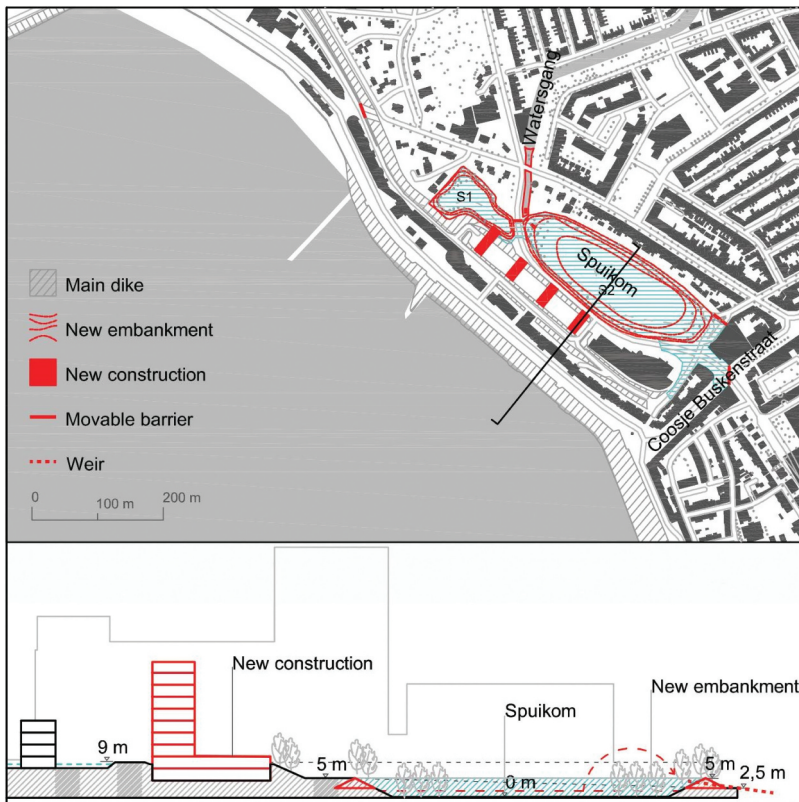 Watersgang
S1
Spuikom
S2
Coosje Buskenstraat
Main dike
New embankment
New construction
Movable barrier
Weir
0
100 m
200 m
New construction
New embankment
Spuikom
9 m
5 m
0 m
5 m
2,5 m